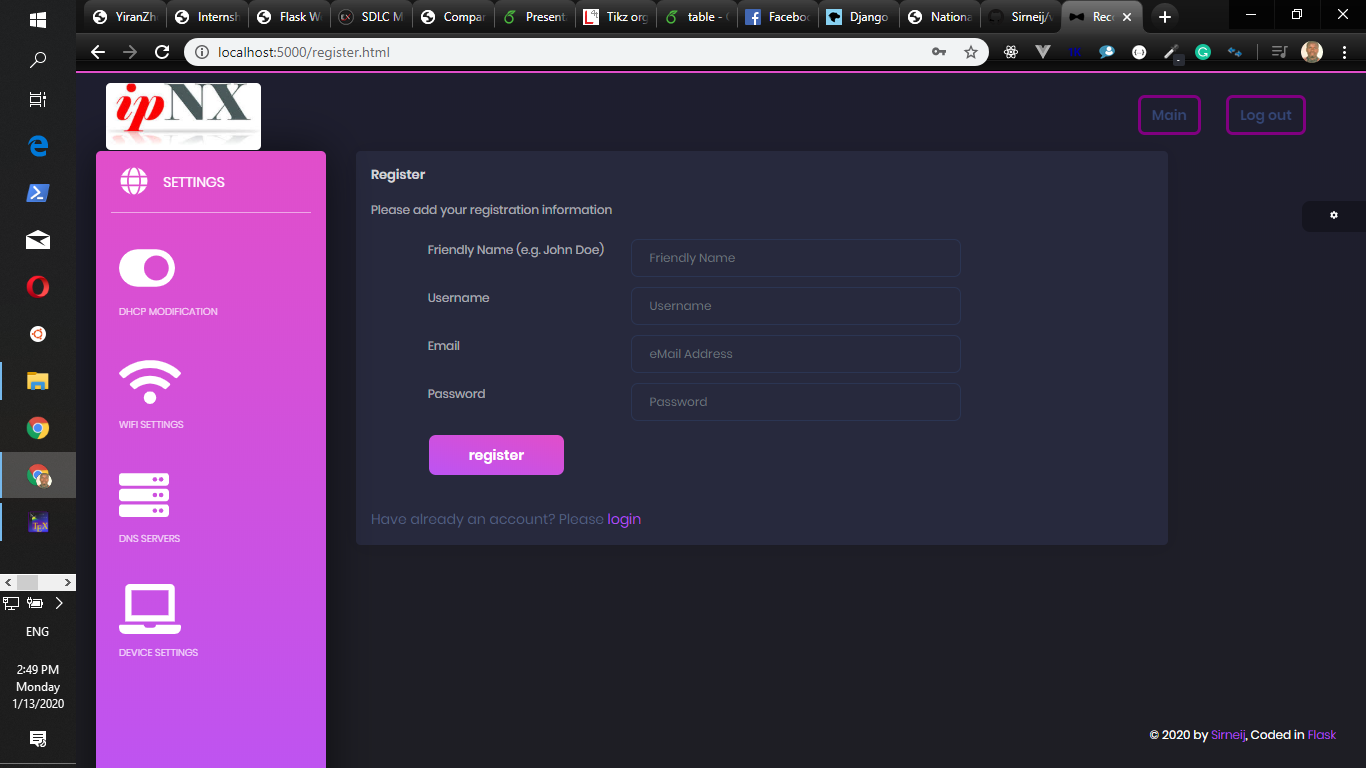 YiranZh
Internsh
Flask W
SDLC M
Compar
Present
Tikz org
table - 
Faceboo
Django
Nationa
Sirneij/
Rec
localhost:5000/register.html
ipNX
Main
Log out
SETTINGS
DHCP MODIFICATION
WIFI SETTINGS
DNS SERVERS
DEVICE SETTINGS
Register
Please add your registration information
Friendly Name (e.g. John Doe)
Friendly Name
Username
Username
Email
eMail Address
Password
Password
register
Have already an account? Please login
ENG
2:49 PM
Monday
1/13/2020
© 2020 by Sirneij, Coded in Flask